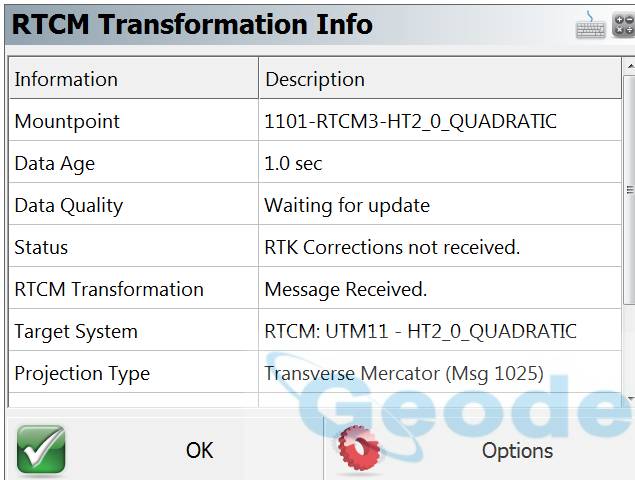 RTCM Transformation Info
Information Description
Mountpoint 1101-RTCM3-HT2_0_QUADRATIC
Data Age 1.0 sec
Data Quality Waiting for update
Status RTK Corrections not received.
RTCM Transformation Message Received.
Target System RTCM: UTM11 - HT2_0_QUADRATIC
Projection Type Transverse Mercator (Msg 1025)
Geode
OK Options